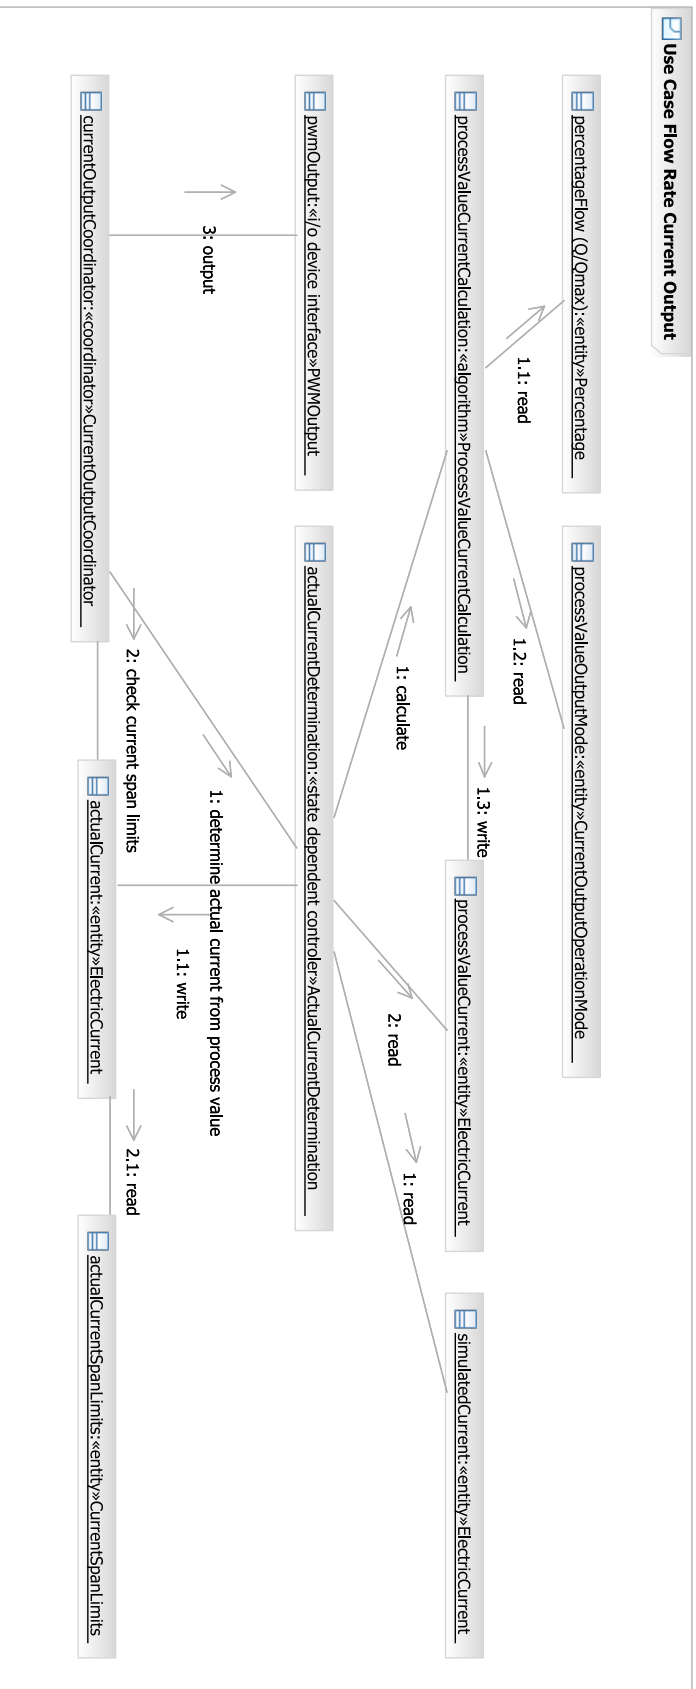 Use Case Flow Rate Current Output
percentageFlow (Q/Qmax):«entity»Percentage
processValueOutputMode:«entity»CurrentOutputOperationMode
1.1: read
1.2: read
processValueCurrentCalculation:«algorithm»ProcessValueCurrentCalculation
1.3: write
processValueCurrent:«entity»ElectricCurrent
simulatedCurrent:«entity»ElectricCurrent
1: calculate
2: read
1: read
pwmOutput:«i/o device interface»PWMOutput
actualCurrentDetermination:«state dependent controler»ActualCurrentDetermination
3: output
1: determine actual current from process value
1.1: write
2: check current span limits
2.1: read
currentOutputCoordinator:«coordinator»CurrentOutputCoordinator
actualCurrent:«entity»ElectricCurrent
actualCurrentSpanLimits:«entity»CurrentSpanLimits